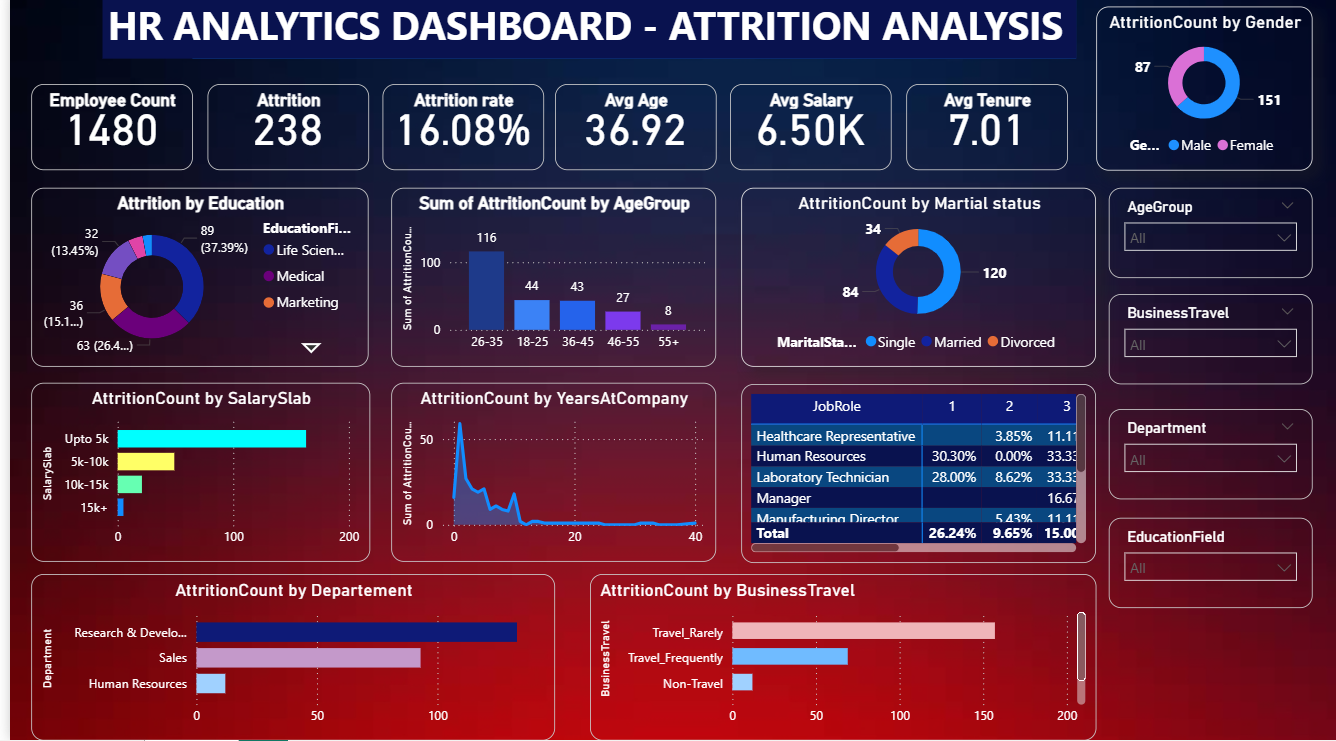 HR ANALYTICS DASHBOARD - ATTRITION ANALYSIS
Employee Count
1480
Attrition
238
Attrition rate
16.08%
Avg Age
36.92
Avg Salary
6.50K
Avg Tenure
7.01
AttritionCount by Gender
87
151
Ge... Male Female
Attrition by Education
32
(13.45%)
89
(37.39%)
36
(15.1...)
63 (26.4...)
EducationFi...
Life Scien...
Medical
Marketing
Sum of AttritionCount by AgeGroup
Sum of AttritionCou...
100
0
116
44
43
27
8
26-35 18-25 36-45 46-55 55+
AttritionCount by Martial status
34
120
84
MaritalSta... Single Married Divorced
AgeGroup
All
BusinessTravel
All
Department
All
EducationField
All
AttritionCount by SalarySlab
SalarySlab
Upto 5k
5k-10k
10k-15k
15k+
0 100 200
AttritionCount by YearsAtCompany
Sum of AttritionCou...
50
0
0 20 40
JobRole 1 2 3
Healthcare Representative 3.85% 11.11
Human Resources 30.30% 0.00% 33.33
Laboratory Technician 28.00% 8.62% 33.33
Manager 16.67
Manufacturing Director 5.43% 11.11
Total 26.24% 9.65% 15.00
AttritionCount by Departement
Department
Research & Develo...
Sales
Human Resources
0 50 100
AttritionCount by BusinessTravel
BusinessTravel
Travel_Rarely
Travel_Frequently
Non-Travel
0 50 100 150 200